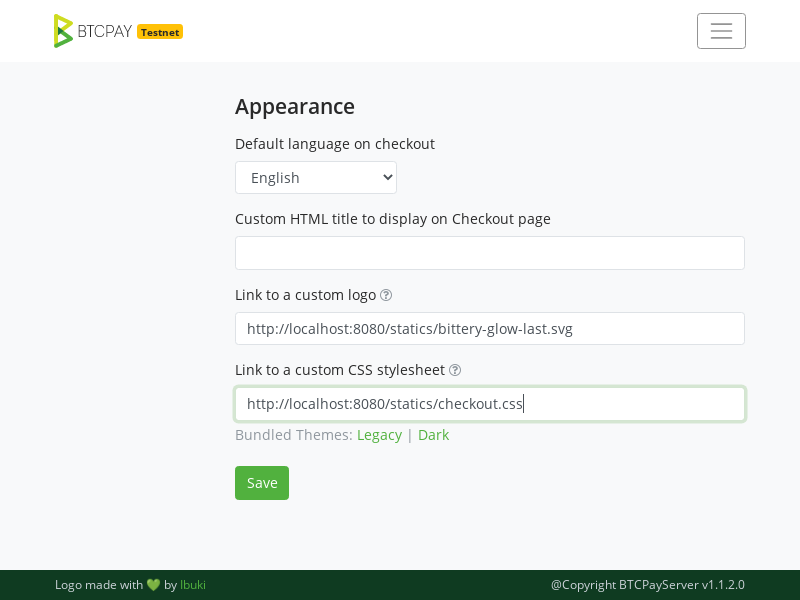 BTCPAY Testnet
Appearance
Default language on checkout
English
Custom HTML title to display on Checkout page
Link to a custom logo
http://localhost:8080/statics/bittery-glow-last.svg
Link to a custom CSS stylesheet
http://localhost:8080/statics/checkout.css
Bundled Themes: Legacy | Dark
Save
Logo made with 💚 by Ibuki
@Copyright BTCPayServer v1.1.2.0